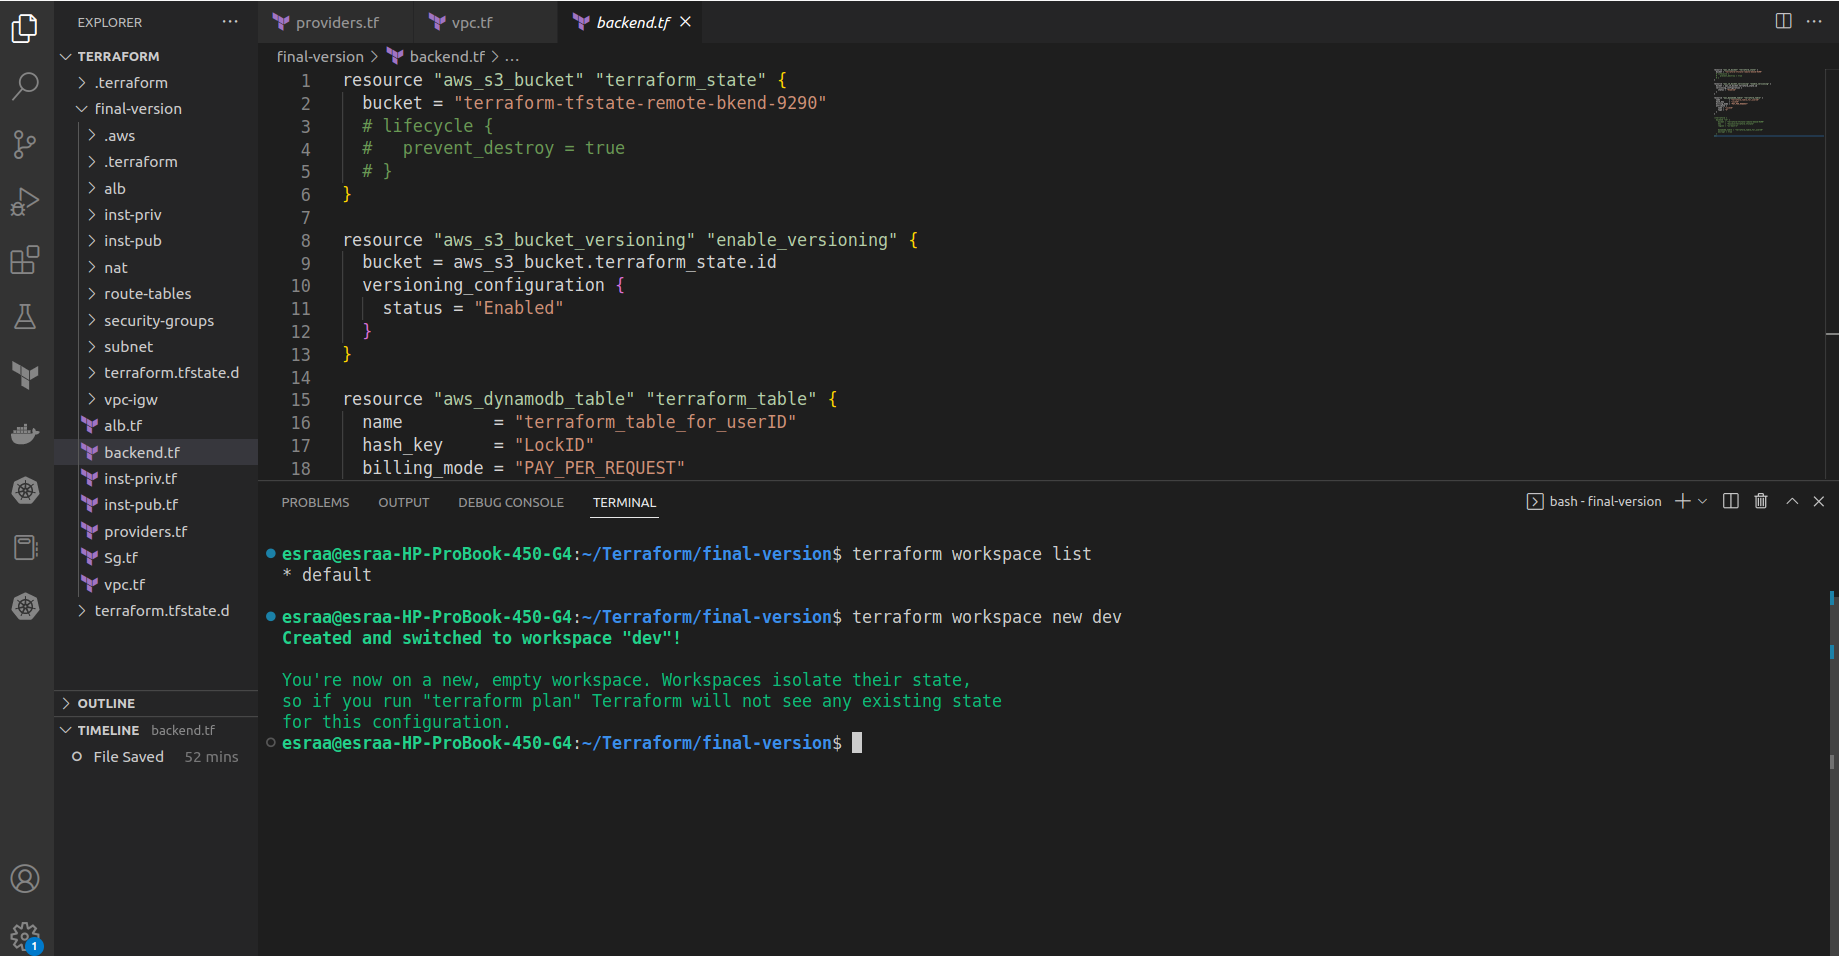 EXPLORER
TERRAFORM
.terraform
final-version
.aws
.terraform
alb
inst-priv
inst-pub
nat
route-tables
security-groups
subnet
terraform.tfstate.d
vpc-igw
alb.tf
backend.tf
inst-priv.tf
inst-pub.tf
providers.tf
Sg.tf
vpc.tf
terraform.tfstate.d
OUTLINE
TIMELINE backend.tf
File Saved 52 mins
1
providers.tf vpc.tf backend.tf
final-version > backend.tf > ...
1 resource "aws_s3_bucket" "terraform_state" {
2 bucket = "terraform-tfstate-remote-bkend-9290"
3 # lifecycle {
4 #   prevent_destroy = true
5 # }
6 }
7
8 resource "aws_s3_bucket_versioning" "enable_versioning" {
9 bucket = aws_s3_bucket.terraform_state.id
10 versioning_configuration {
11 status = "Enabled"
12 }
13 }
14
15 resource "aws_dynamodb_table" "terraform_table" {
16 name         = "terraform_table_for_userID"
17 hash_key     = "LockID"
18 billing_mode = "PAY_PER_REQUEST"
PROBLEMS OUTPUT DEBUG CONSOLE TERMINAL bash - final-version
esraa@esraa-HP-ProBook-450-G4:~/Terraform/final-version$ terraform workspace list
* default
esraa@esraa-HP-ProBook-450-G4:~/Terraform/final-version$ terraform workspace new dev
Created and switched to workspace "dev"!
You're now on a new, empty workspace. Workspaces isolate their state,
so if you run "terraform plan" Terraform will not see any existing state
for this configuration.
esraa@esraa-HP-ProBook-450-G4:~/Terraform/final-version$